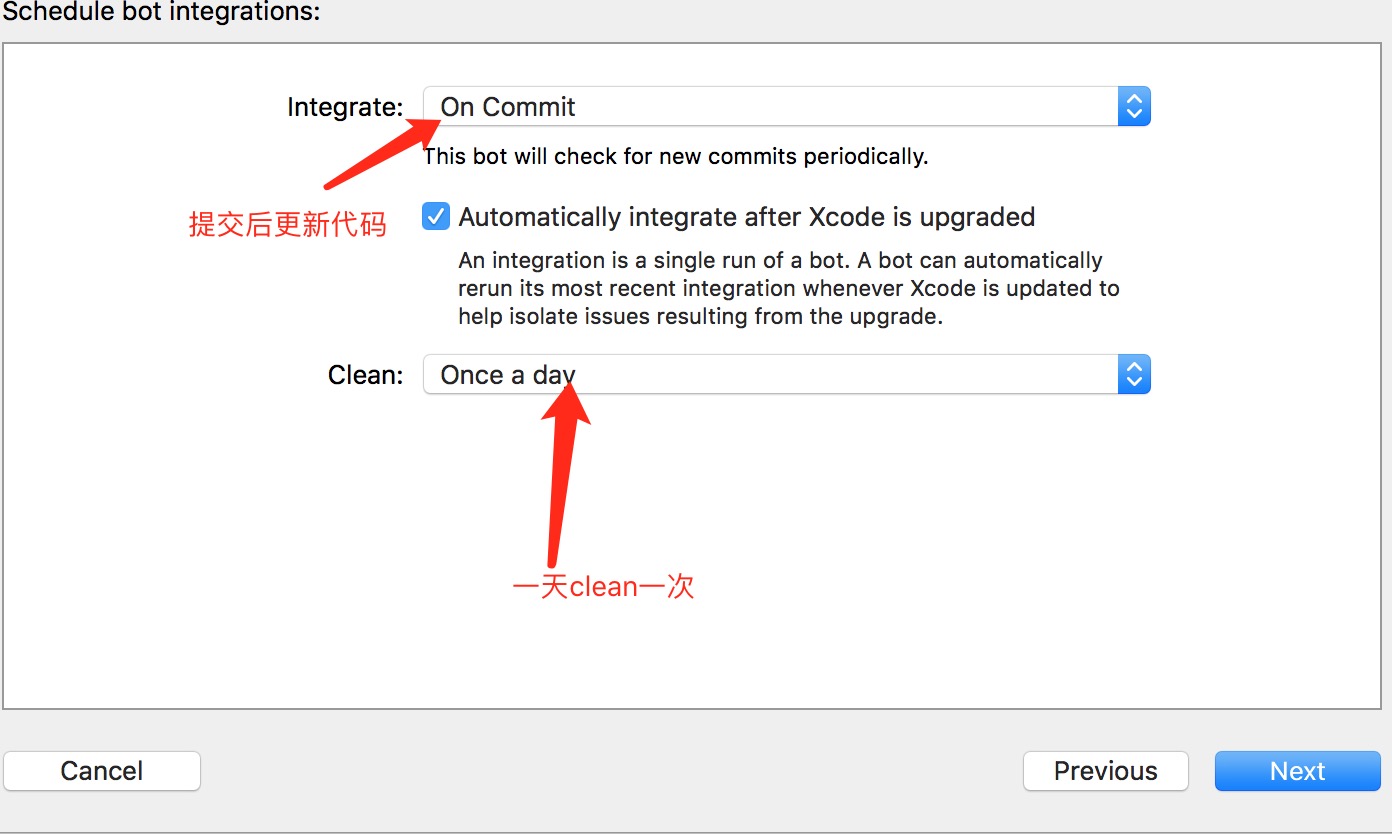 Schedule bot integrations:
Integrate: On Commit
This bot will check for new commits periodically.
提交后更新代码
Automatically integrate after Xcode is upgraded
An integration is a single run of a bot. A bot can automatically
rerun its most recent integration whenever Xcode is updated to
help isolate issues resulting from the upgrade.
Clean: Once a day
一天clean一次
Cancel Previous Next